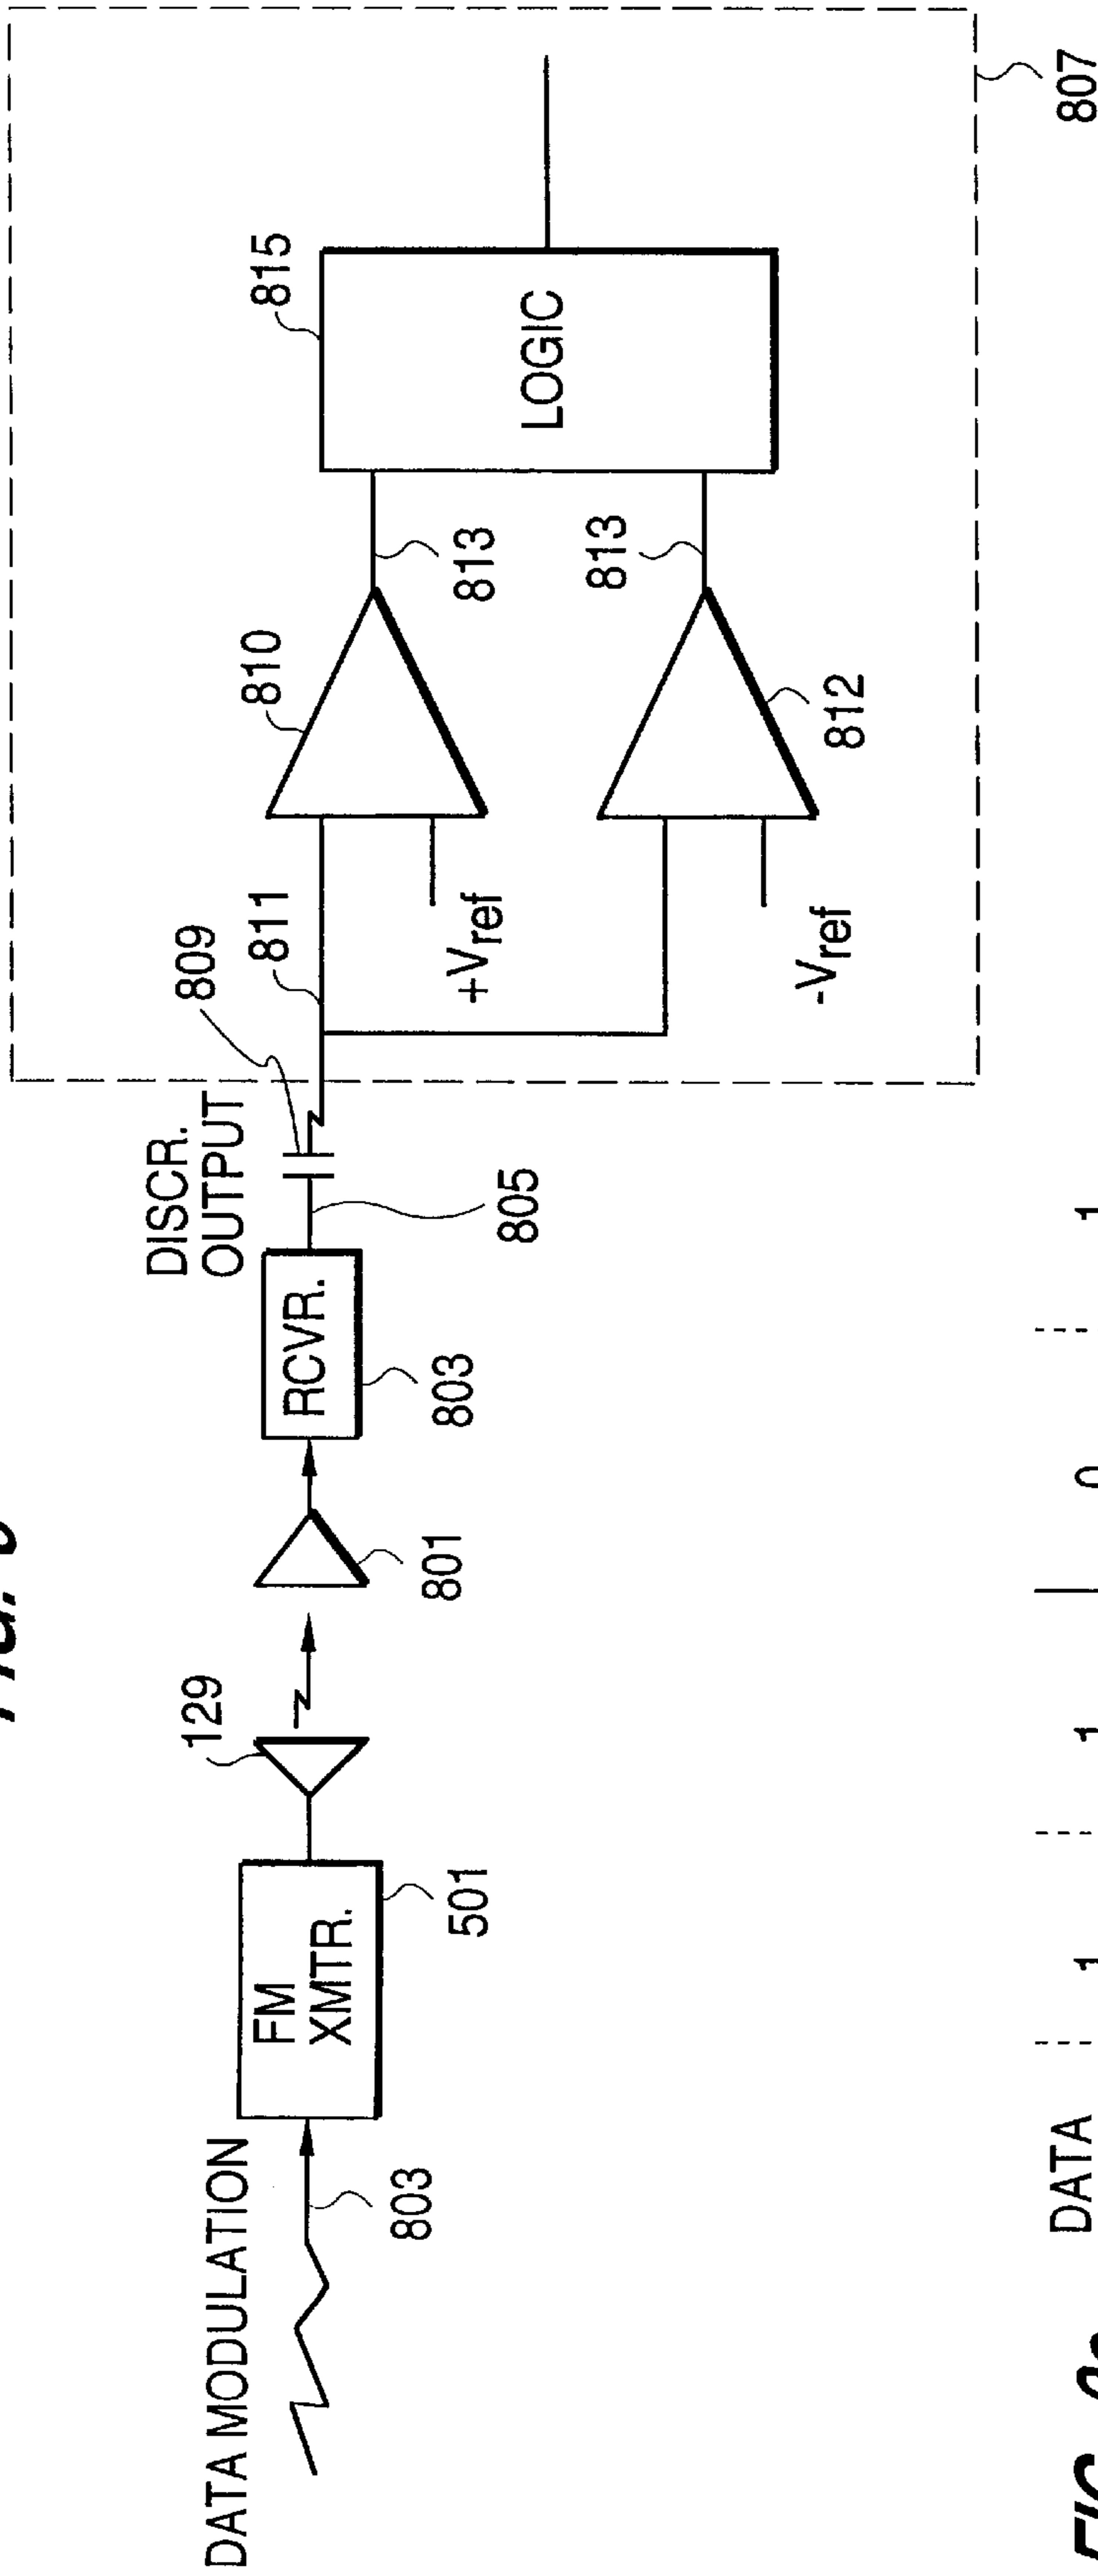 DATA MODULATION
803
FM
XMTR.
501
129
801
RCVR.
803
DISCR.
OUTPUT
805
809
811
+Vref
-Vref
810
812
813
813
815
LOGIC
807
DATA
1
1
0
1